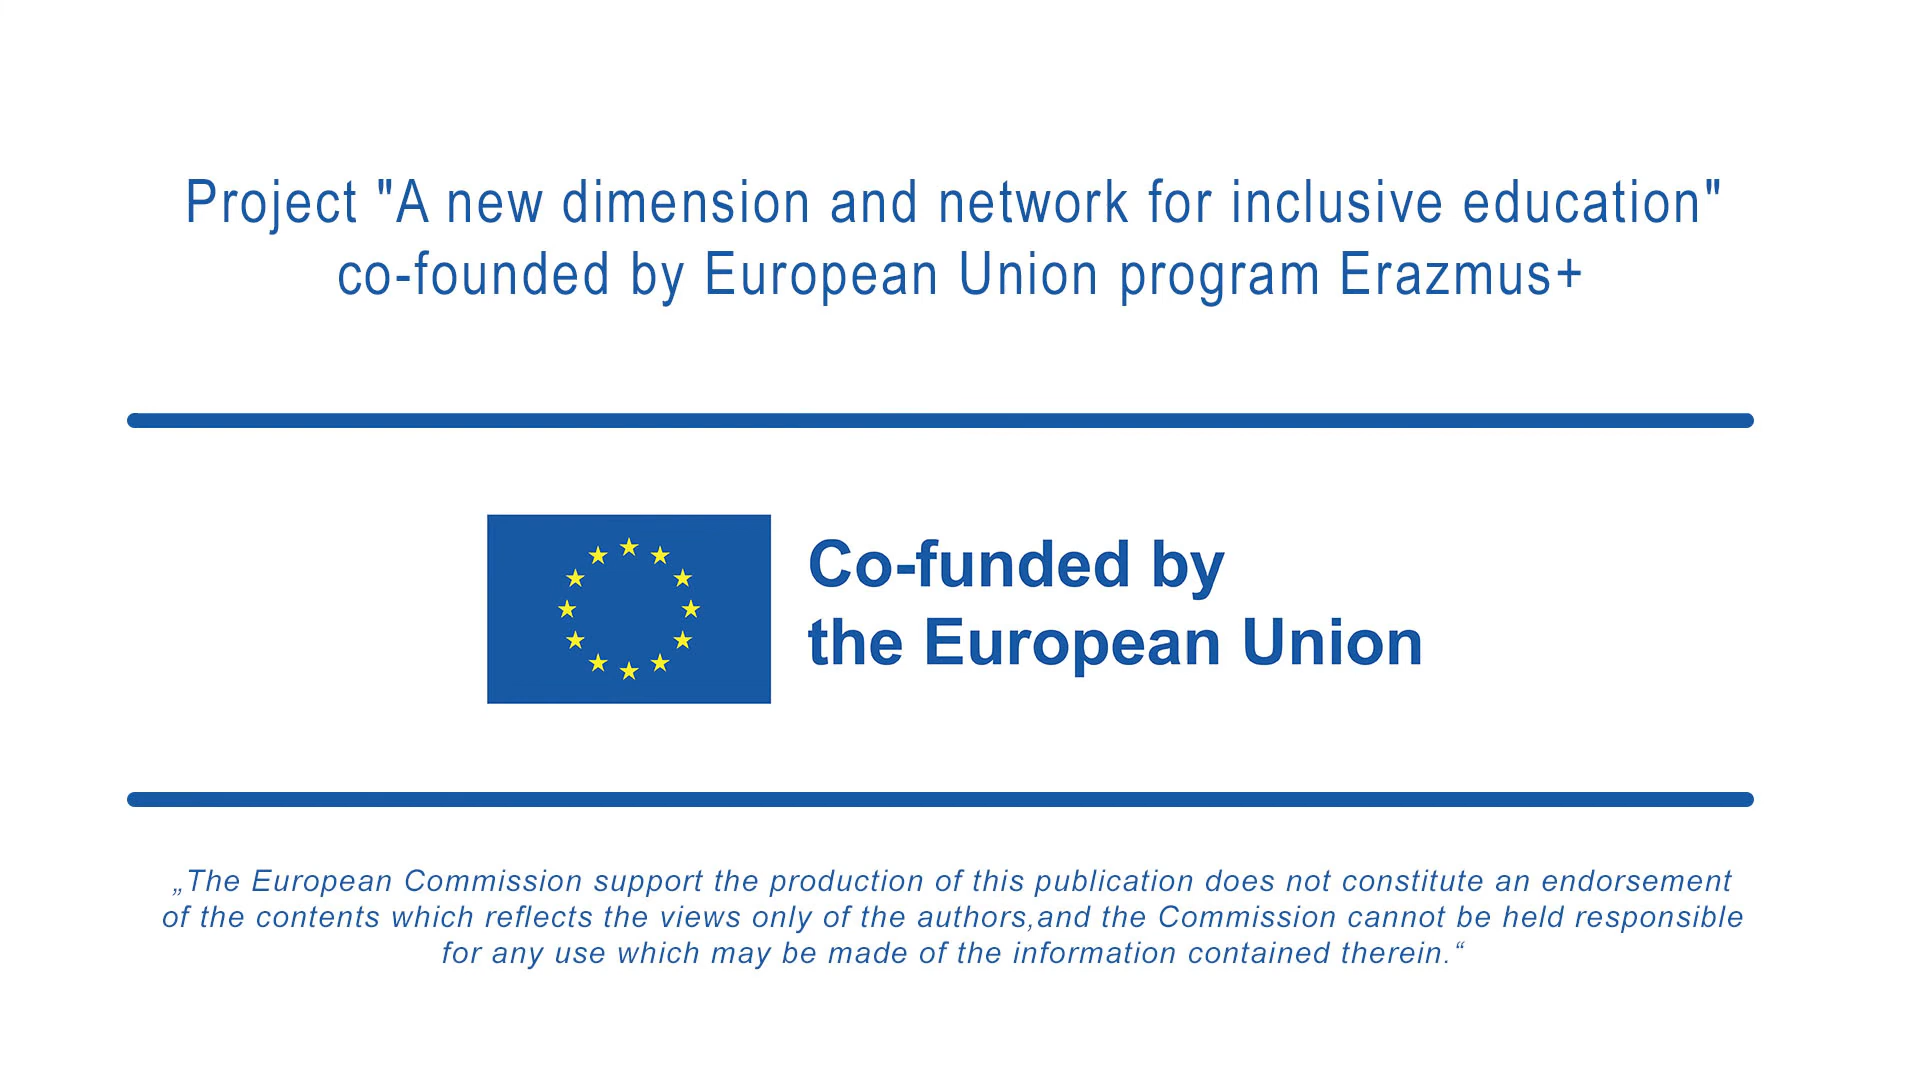 Project "A new dimension and network for inclusive education"
co-founded by European Union program Erazmus+
Co-funded by
the European Union
„The European Commission support the production of this publication does not constitute an endorsement
of the contents which reflects the views only of the authors,and the Commission cannot be held responsible
for any use which may be made of the information contained therein.“